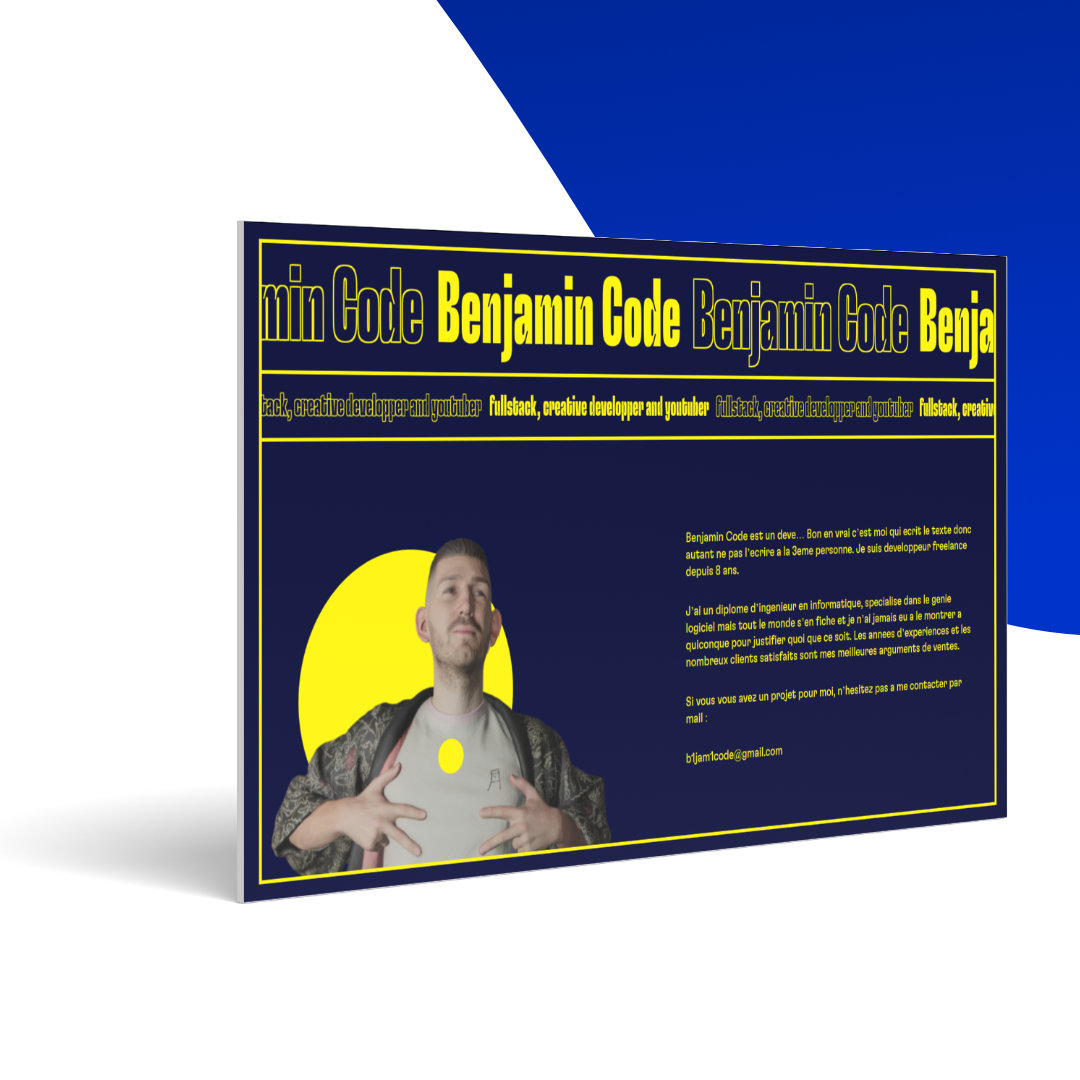 min Code Benjamin Code Benjamin Code Benja
tack, creative developper and youtuber fullstack, creative developper and youtuber fullstack, creative developper and youtuber fullstack, creativ
Benjamin Code est un deve... Bon en vrai c'est moi qui ecrit le texte donc
autant ne pas l'ecrire a la 3eme personne. Je suis developpeur freelance
depuis 8 ans.
J'ai un diplome d'ingenieur en informatique, specialise dans le genie
logiciel mais tout le monde s'en fiche et je n'ai jamais eu a le montrer a
quiconque pour justifier quoi que ce soit. Les annees d'experiences et les
nombreux clients satisfaits sont mes meilleures arguments de ventes.
Si vous vous avez un projet pour moi, n'hesitez pas a me contacter par
mail :
b1jam1code@gmail.com